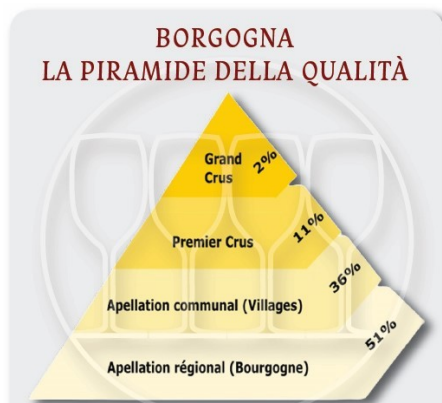 BORGOGNA
LA PIRAMIDE DELLA QUALITÀ
Grand
Crus
2%
Premier Crus
11%
Apellation communal (Villages)
36%
Apellation régional (Bourgogne)
51%